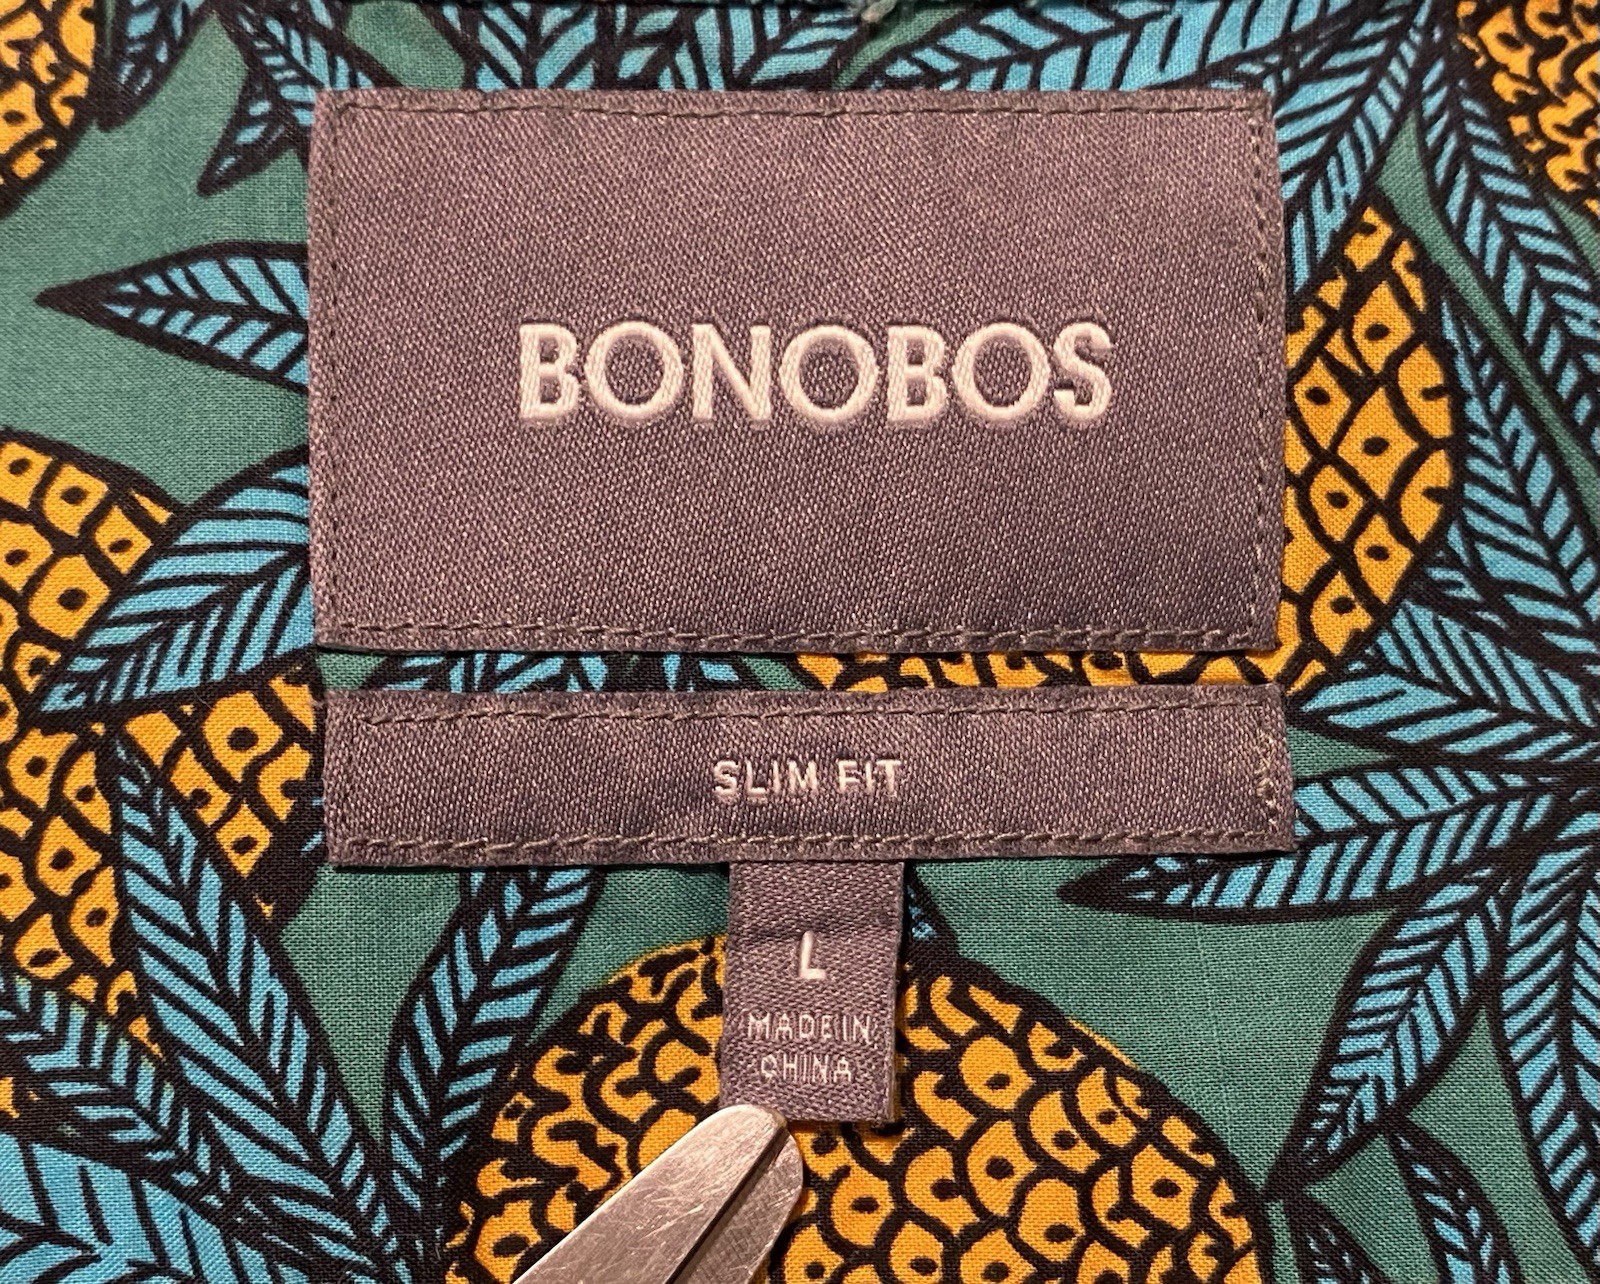 BONOBOS
SLIM FIT
L
MADE IN
CHINA